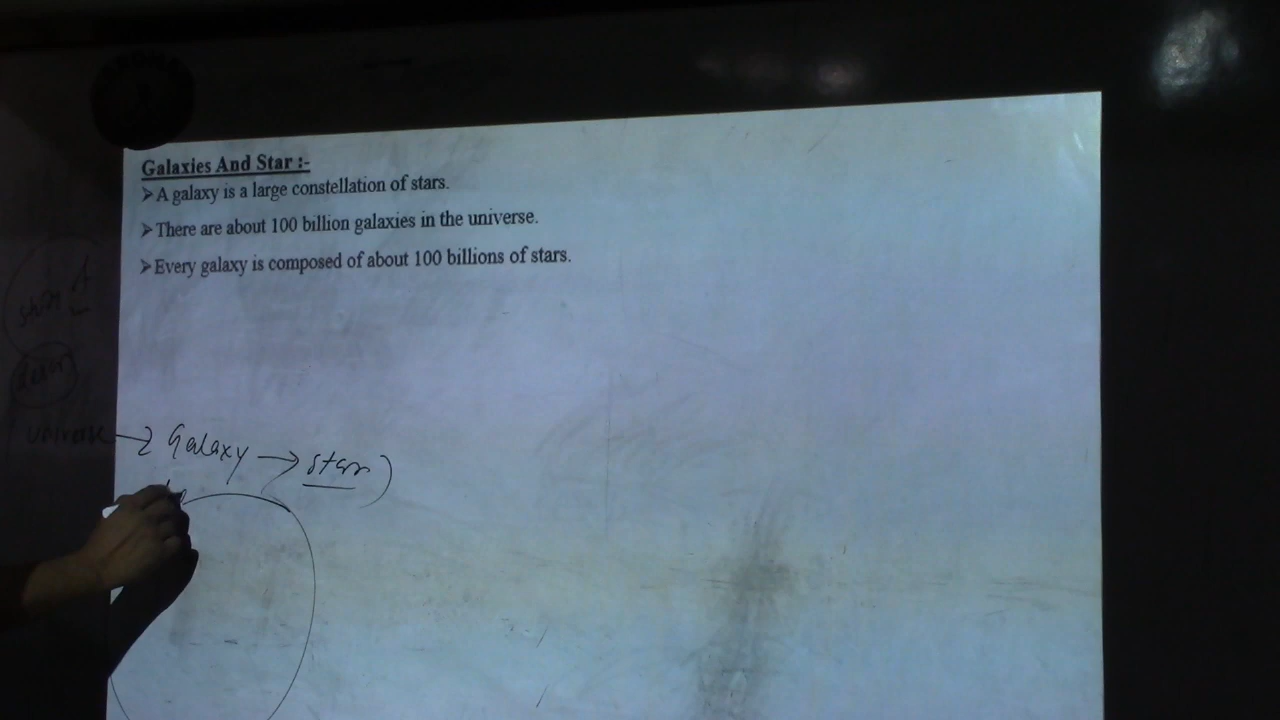 Galaxies And Star :-
➢A galaxy is a large constellation of stars.
➢There are about 100 billion galaxies in the universe.
➢Every galaxy is composed of about 100 billions of stars.
universe → Galaxy → star)